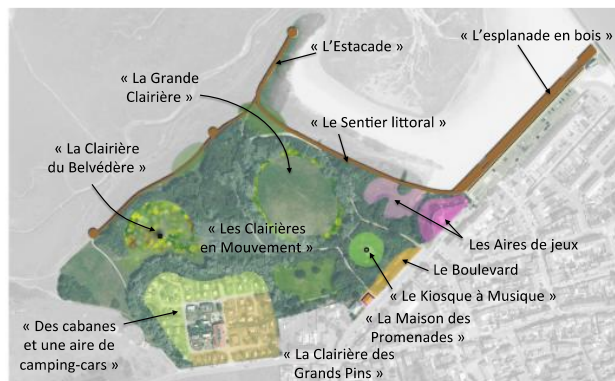 « L'Estacade »
« L'esplanade en bois »
« La Grande
Clairière »
« Le Sentier littoral »
« La Clairière
du Belvédère »
« Les Clairières
en Mouvement »
Les Aires de jeux
Le Boulevard
« Le Kiosque à Musique »
« La Maison des
Promenades »
« Des cabanes
et une aire de
camping-cars »
« La Clairière des
Grands Pins »